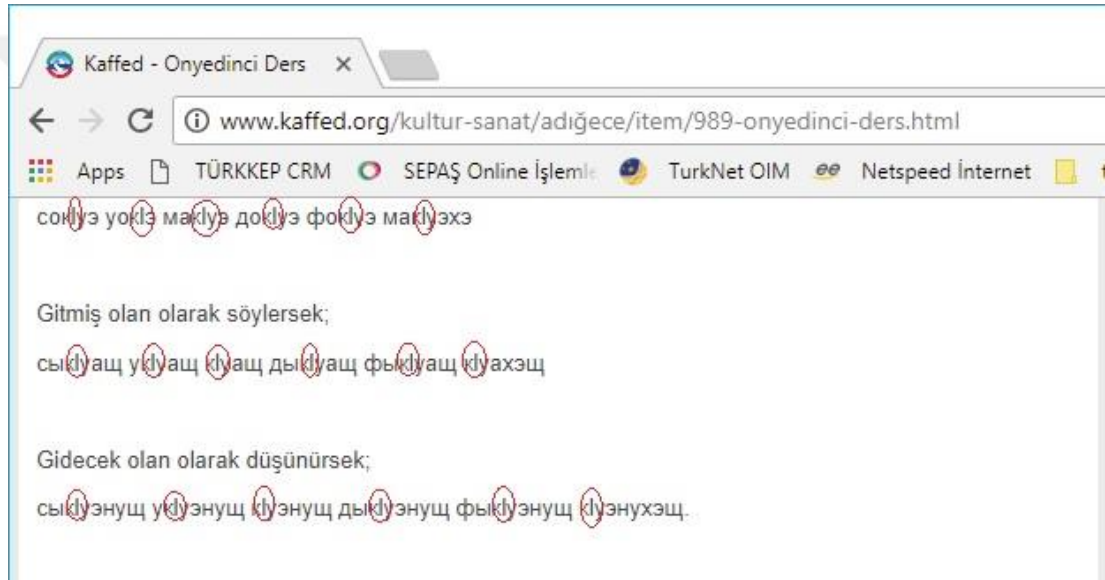 Kaffed - Onyedinci Ders
www.kaffed.org/kultur-sanat/adığece/item/989-onyedinci-ders.html
Apps TÜRKKEP CRM SEPAŞ Online İşlemle TurkNet OIM Netspeed İnternet
сокlуэ уокlэ макlуэ докlуэ фокlуэ макlуэхэ
Gitmiş olan olarak söylersek;
сыкlуащ укlуащ кlуащ дыкlуащ фыкlуащ кlуахэщ
Gidecek olan olarak düşünürsek;
сыкlуэнущ укlуэнущ кlуэнущ дыкlуэнущ фыкlуэнущ кlуэнухэщ.